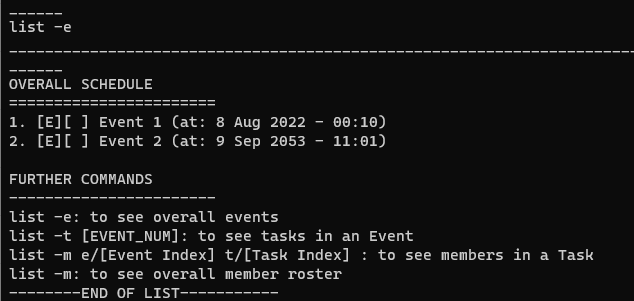 ------
list -e
----------------------------------------------------------------------
------
OVERALL SCHEDULE
=======================
1. [E][ ] Event 1 (at: 8 Aug 2022 - 00:10)
2. [E][ ] Event 2 (at: 9 Sep 2053 - 11:01)
FURTHER COMMANDS
-----------------------
list -e: to see overall events
list -t [EVENT_NUM]: to see tasks in an Event
list -m e/[Event Index] t/[Task Index] : to see members in a Task
list -m: to see overall member roster
--------END OF LIST-----------